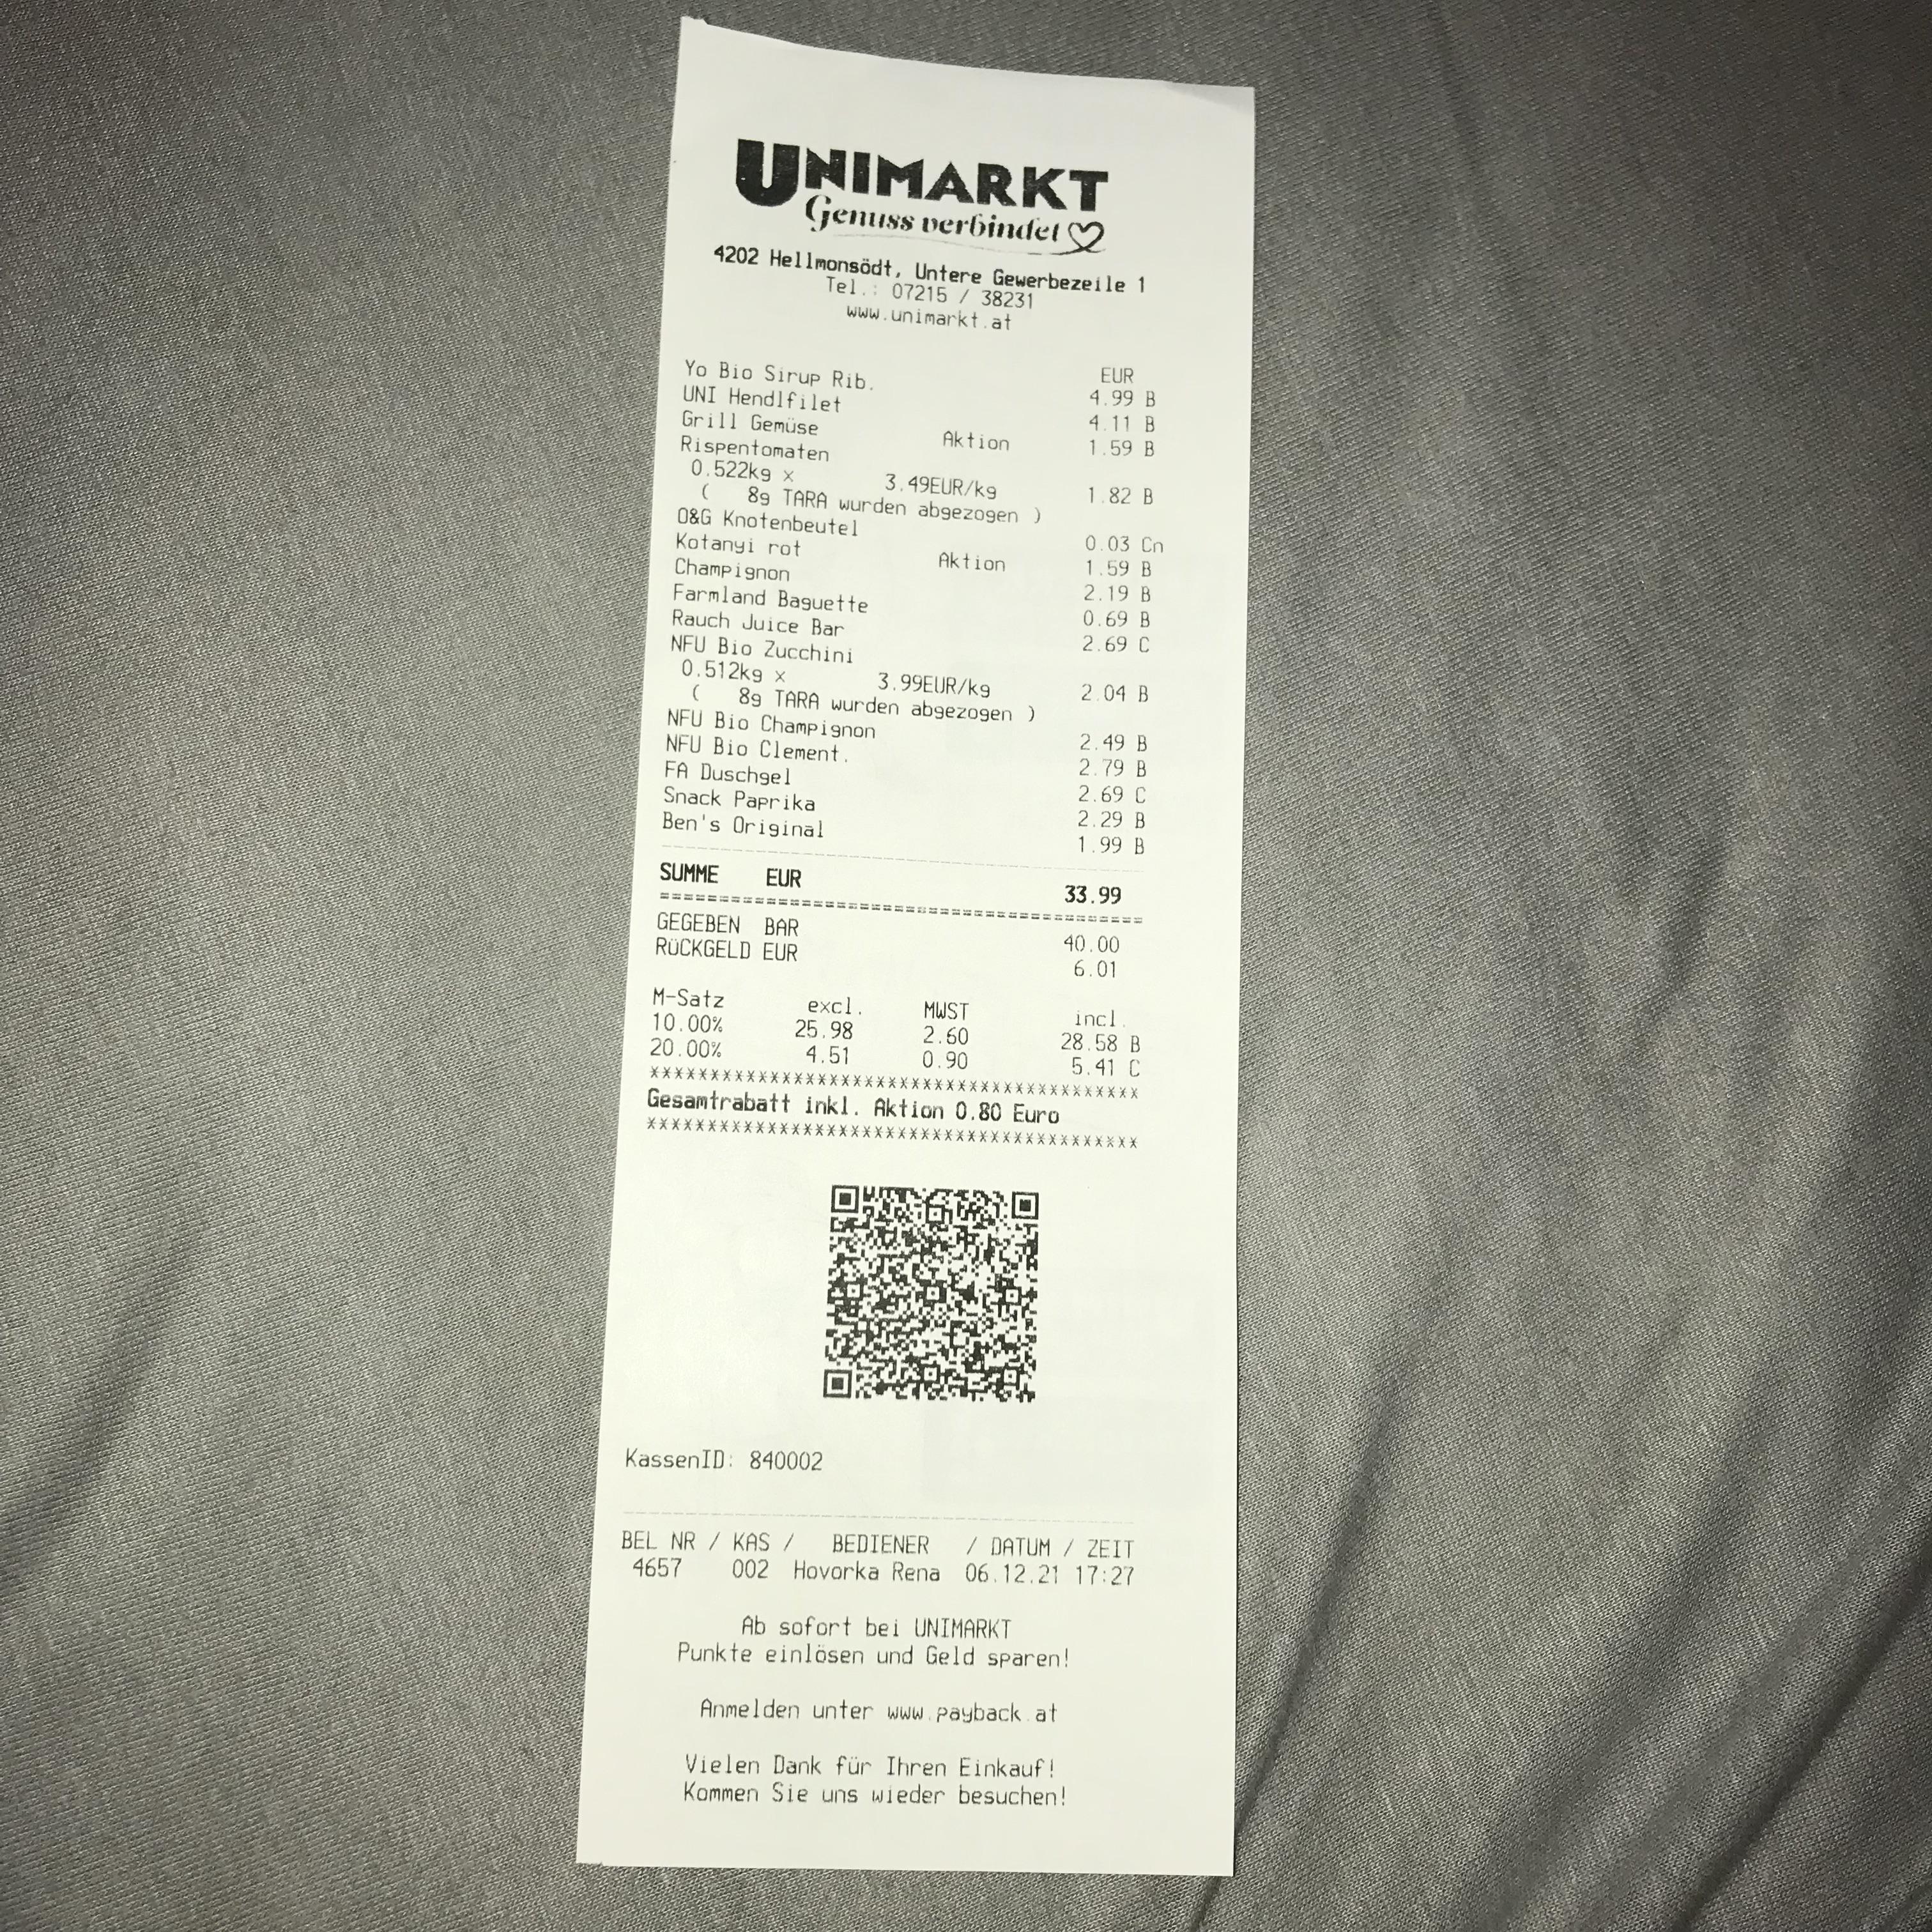 UNIMARKT
Genuss verbindet
4202 Hellmonsödt, Untere Gewerbezeile 1
Tel.: 07215 / 38231
www.unimarkt.at
EUR
Yo Bio Sirup Rib. 4.99 B
UNI Hendlfilet 4.11 B
Grill Gemüse Aktion 1.59 B
Rispentomaten
0.522kg x 3.49EUR/kg 1.82 B
( 8g TARA wurden abgezogen )
O&G Knotenbeutel 0.03 Cn
Kotanyi rot Aktion 1.59 B
Champignon 2.19 B
Farmland Baguette 0.69 B
Rauch Juice Bar 2.69 C
NFU Bio Zucchini
0.512kg x 3.99EUR/kg 2.04 B
( 8g TARA wurden abgezogen )
NFU Bio Champignon 2.49 B
NFU Bio Clement. 2.79 B
FA Duschgel 2.69 C
Snack Paprika 2.29 B
Ben's Original 1.99 B
SUMME EUR 33.99
========================================
GEGEBEN BAR 40.00
RÜCKGELD EUR 6.01
M-Satz excl. MWST incl.
10.00% 25.98 2.60 28.58 B
20.00% 4.51 0.90 5.41 C
****************************************
Gesamtrabatt inkl. Aktion 0.80 Euro
****************************************
KassenID: 840002
BEL NR / KAS / BEDIENER / DATUM / ZEIT
4657 002 Hovorka Rena 06.12.21 17:27
Ab sofort bei UNIMARKT
Punkte einlösen und Geld sparen!
Anmelden unter www.payback.at
Vielen Dank für Ihren Einkauf!
Kommen Sie uns wieder besuchen!